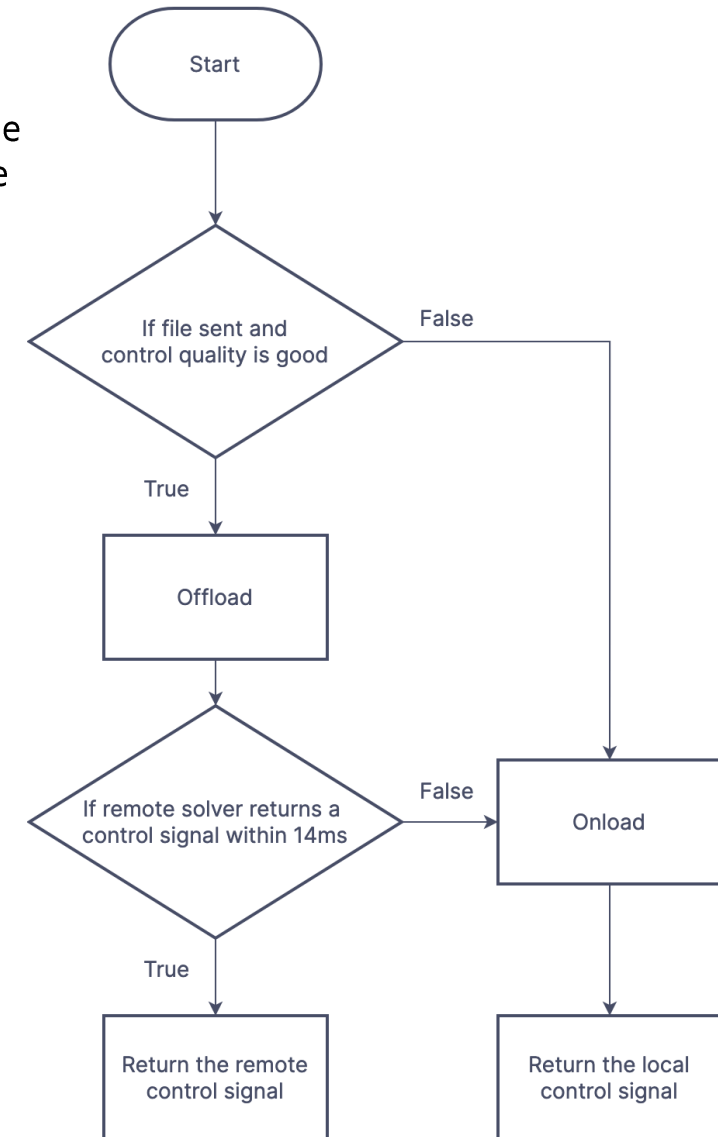 Start
e
e
If file sent and
control quality is good
False
True
Offload
If remote solver returns a
control signal within 14ms
False
Onload
True
Return the remote
control signal
Return the local
control signal